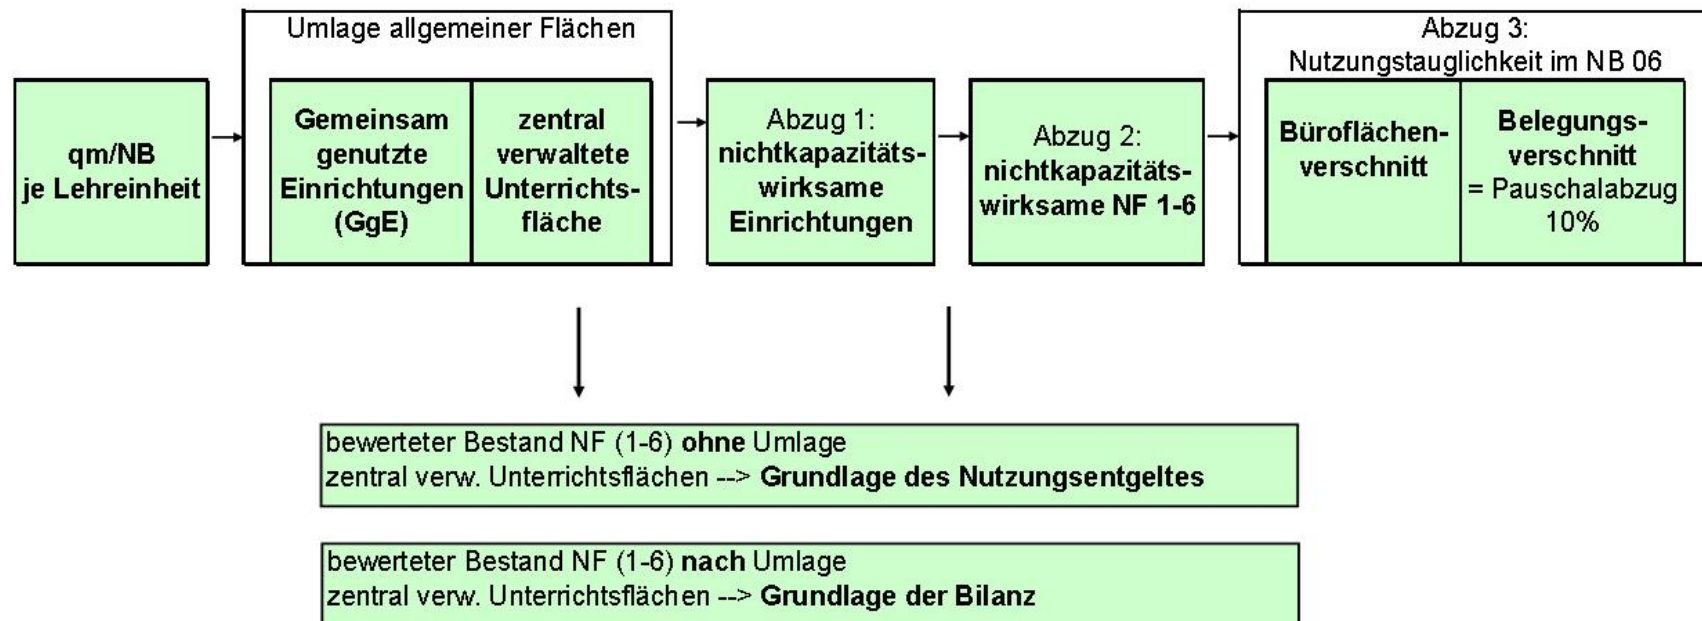 qm/NB
je Lehreinheit
Umlage allgemeiner Flächen
Gemeinsam
genutzte
Einrichtungen
(GgE)
zentral
verwaltete
Unterrichts-
fläche
Abzug 1:
nichtkapazitäts-
wirksame
Einrichtungen
Abzug 2:
nichtkapazitäts-
wirksame NF 1-6
Abzug 3:
Nutzungstauglichkeit im NB 06
Büroflächen-
verschnitt
Belegungs-
verschnitt
= Pauschalabzug
10%
bewerteter Bestand NF (1-6) ohne Umlage
zentral verw. Unterrichtsflächen --> Grundlage des Nutzungsentgeltes
bewerteter Bestand NF (1-6) nach Umlage
zentral verw. Unterrichtsflächen --> Grundlage der Bilanz